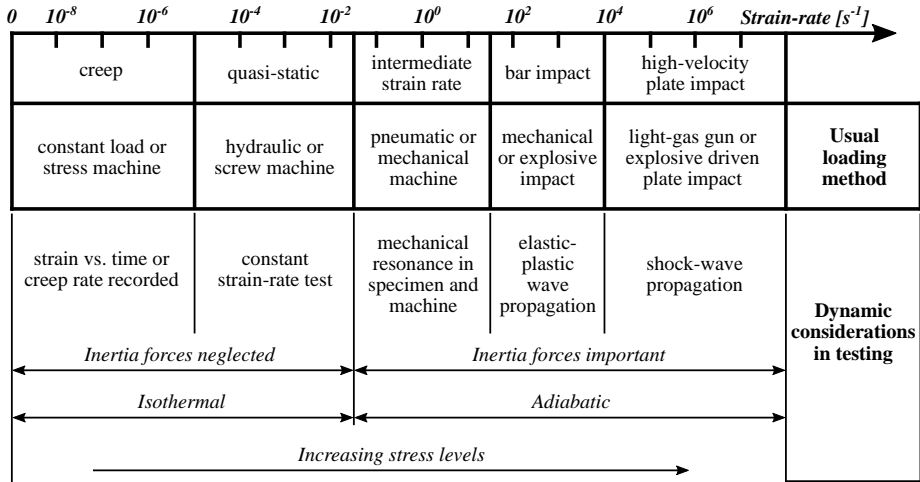 0 10⁻⁸ 10⁻⁶ 10⁻⁴ 10⁻² 10⁰ 10² 10⁴ 10⁶ Strain-rate [s⁻¹]
creep
quasi-static
intermediate
strain rate
bar impact
high-velocity
plate impact
constant load or
stress machine
hydraulic or
screw machine
pneumatic or
mechanical
machine
mechanical
or explosive
impact
light-gas gun or
explosive driven
plate impact
Usual
loading
method
strain vs. time or
creep rate recorded
constant
strain-rate test
mechanical
resonance in
specimen and
machine
elastic-
plastic
wave
propagation
shock-wave
propagation
Dynamic
considerations
in testing
Inertia forces neglected
Inertia forces important
Isothermal
Adiabatic
Increasing stress levels